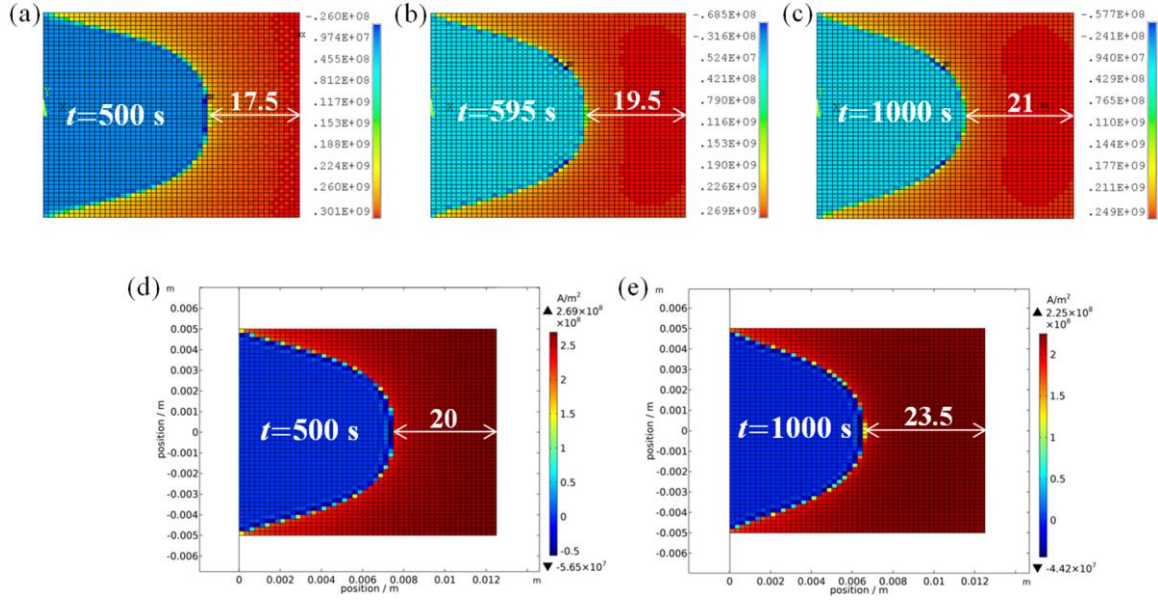 (a)
-.260E+08
.974E+07
.455E+08
.812E+08
.117E+09
.153E+09
.188E+09
.224E+09
.260E+09
.301E+09
t=500 s
17.5
(b)
-.685E+08
-.316E+08
.524E+07
.421E+08
.790E+08
.116E+09
.153E+09
.190E+09
.226E+09
.269E+09
t=595 s
19.5
(c)
-.577E+08
-.241E+08
.940E+07
.429E+08
.765E+08
.110E+09
.144E+09
.177E+09
.211E+09
.249E+09
t=1000 s
21
(d)
m
0.006
0.005
0.004
0.003
0.002
0.001
0
-0.001
-0.002
-0.003
-0.004
-0.005
-0.006
position / m
0 0.002 0.004 0.006 0.008 0.01 0.012 m
position / m
t=500 s
20
A/m²
▲ 2.69×10⁸
×10⁸
2.5
2
1.5
1
0.5
0
-0.5
▼ -5.65×10⁷
(e)
m
0.006
0.005
0.004
0.003
0.002
0.001
0
-0.001
-0.002
-0.003
-0.004
-0.005
-0.006
position / m
0 0.002 0.004 0.006 0.008 0.01 0.012 m
position / m
t=1000 s
23.5
A/m²
▲ 2.25×10⁸
×10⁸
2
1.5
1
0.5
0
▼ -4.42×10⁷